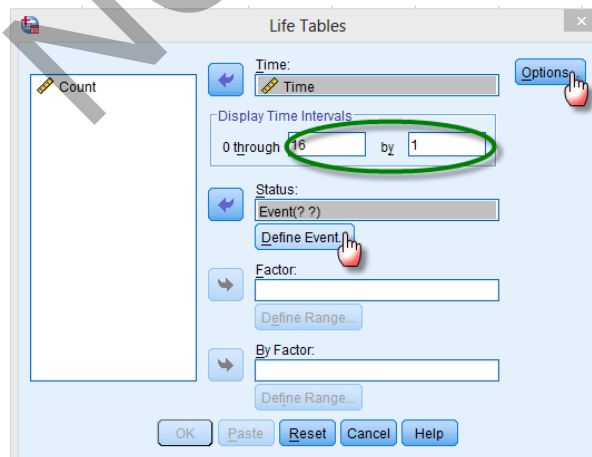 Life Tables
Count
Time:
Time
Options...
Display Time Intervals
0 through 16 by 1
Status:
Event(? ?)
Define Event...
Factor:
Define Range...
By Factor:
Define Range...
OK Paste Reset Cancel Help